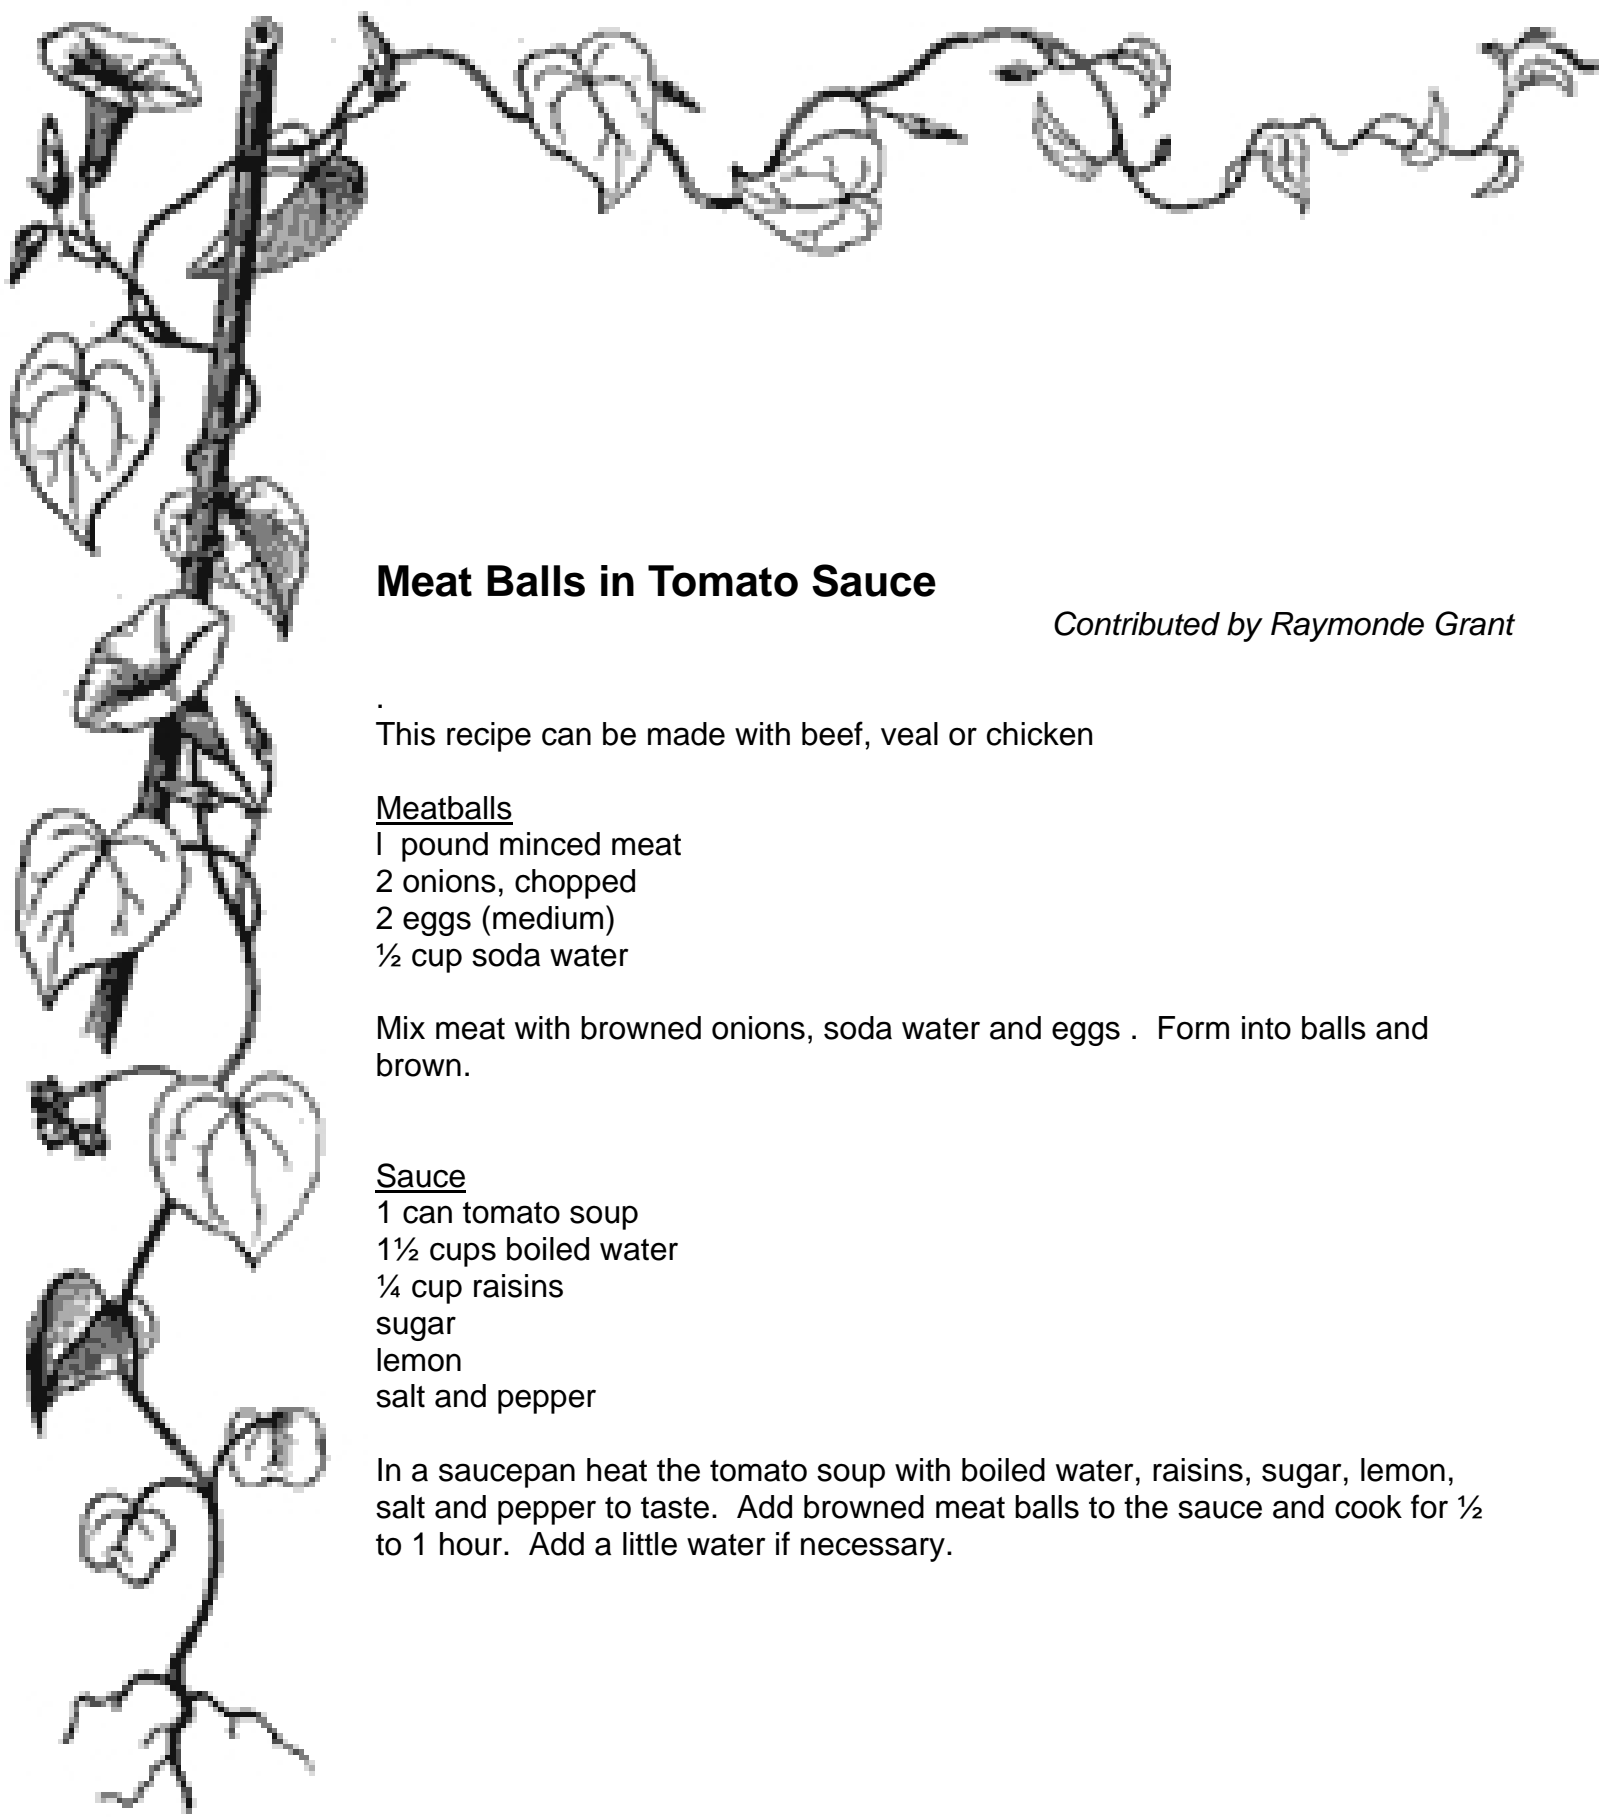 Meat Balls in Tomato Sauce
Contributed by Raymonde Grant
.
This recipe can be made with beef, veal or chicken
Meatballs
l  pound minced meat
2 onions, chopped
2 eggs (medium)
½ cup soda water
Mix meat with browned onions, soda water and eggs .  Form into balls and
brown.
Sauce
1 can tomato soup
1½ cups boiled water
¼ cup raisins
sugar
lemon
salt and pepper
In a saucepan heat the tomato soup with boiled water, raisins, sugar, lemon,
salt and pepper to taste.  Add browned meat balls to the sauce and cook for ½
to 1 hour.  Add a little water if necessary.